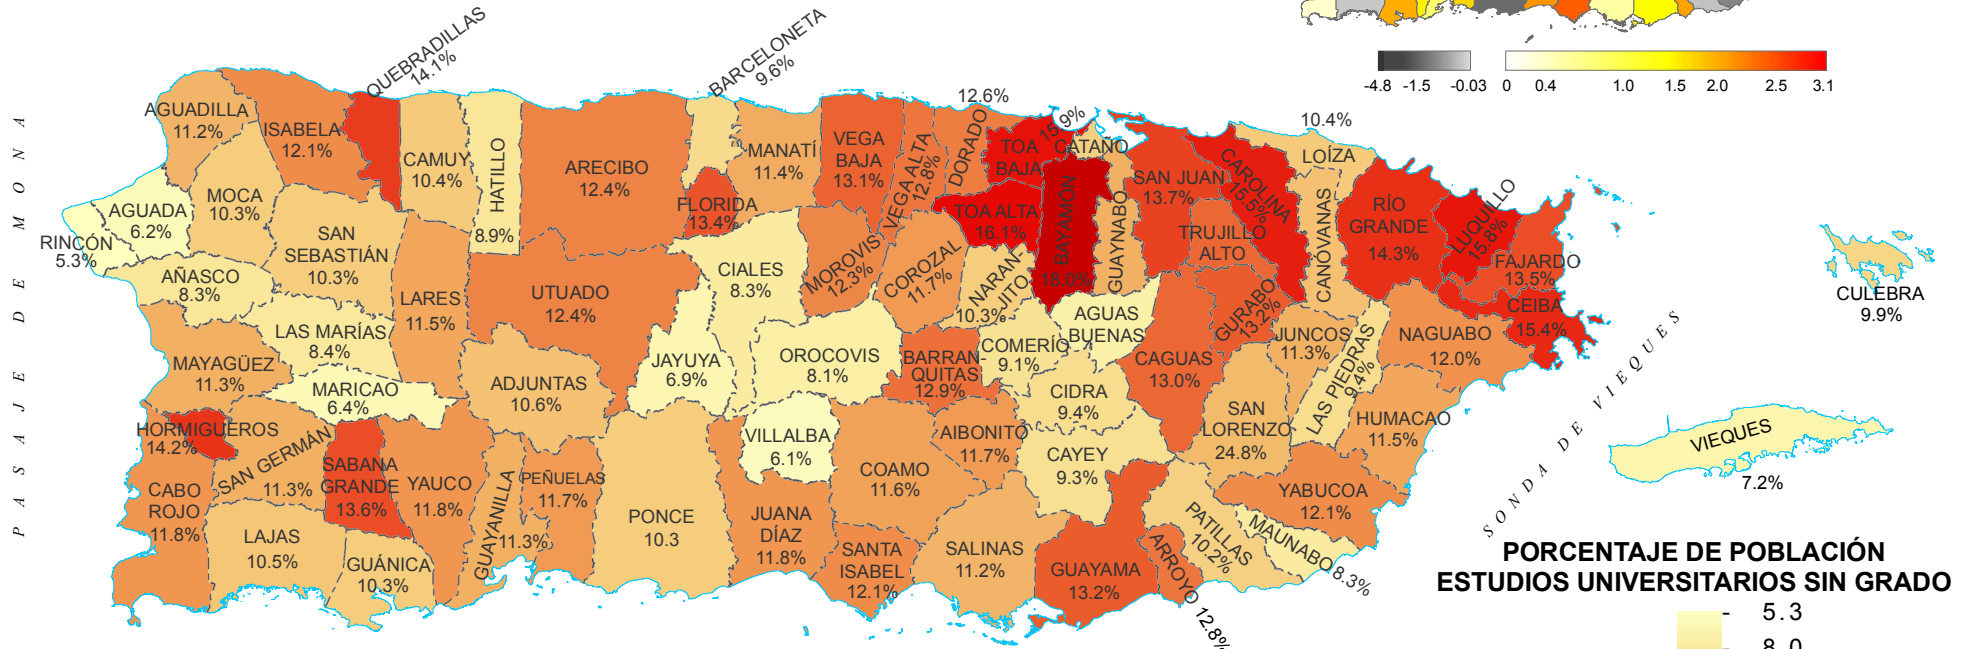 -4.8 -1.5 -0.03 0 0.4 1.0 1.5 2.0 2.5 3.1
PASAJE DE MONA
QUEBRADILLAS
14.1%
BARCELONETA
9.6%
AGUADILLA
11.2%
ISABELA
12.1%
CAMUY
10.4%
HATILLO
8.9%
ARECIBO
12.4%
MANATÍ
11.4%
FLORIDA
13.4%
VEGA
BAJA
13.1%
VEGA ALTA
12.8%
12.6%
DORADO
TOA
BAJA
15.9%
CATAÑO
TOA ALTA
16.1%
BAYAMÓN
18.0%
GUAYNABO
SAN JUAN
13.7%
TRUJILLO
ALTO
CAROLINA
15.5%
10.4%
LOÍZA
CANÓVANAS
RÍO
GRANDE
14.3%
LUQUILLO
15.8%
FAJARDO
13.5%
CEIBA
15.4%
CULEBRA
9.9%
RINCÓN
5.3%
AGUADA
6.2%
MOCA
10.3%
SAN
SEBASTIÁN
10.3%
AÑASCO
8.3%
LAS MARÍAS
8.4%
LARES
11.5%
UTUADO
12.4%
CIALES
8.3%
MOROVIS
12.3%
COROZAL
11.7%
NARAN-
JITO
10.3%
AGUAS
BUENAS
GURABO
13.2%
JUNCOS
11.3%
NAGUABO
12.0%
MAYAGÜEZ
11.3%
MARICAO
6.4%
ADJUNTAS
10.6%
JAYUYA
6.9%
OROCOVIS
8.1%
BARRAN-
QUITAS
12.9%
COMERÍO
9.1%
CIDRA
9.4%
CAGUAS
13.0%
LAS PIEDRAS
9.4%
HUMACAO
11.5%
SAN
LORENZO
24.8%
HORMIGUEROS
14.2%
SAN GERMÁN
11.3%
SABANA
GRANDE
13.6%
YAUCO
11.8%
GUAYANILLA
11.3%
PEÑUELAS
11.7%
PONCE
10.3
VILLALBA
6.1%
COAMO
11.6%
AIBONITO
11.7%
CAYEY
9.3%
YABUCOA
12.1%
CABO
ROJO
11.8%
LAJAS
10.5%
GUÁNICA
10.3%
JUANA
DÍAZ
11.8%
SANTA
ISABEL
12.1%
SALINAS
11.2%
GUAYAMA
13.2%
ARROYO 12.8%
PATILLAS
10.2%
MAUNABO 8.3%
SONDA DE VIEQUES
VIEQUES
7.2%
PORCENTAJE DE POBLACIÓN
ESTUDIOS UNIVERSITARIOS SIN GRADO
- 5.3
- 8.0